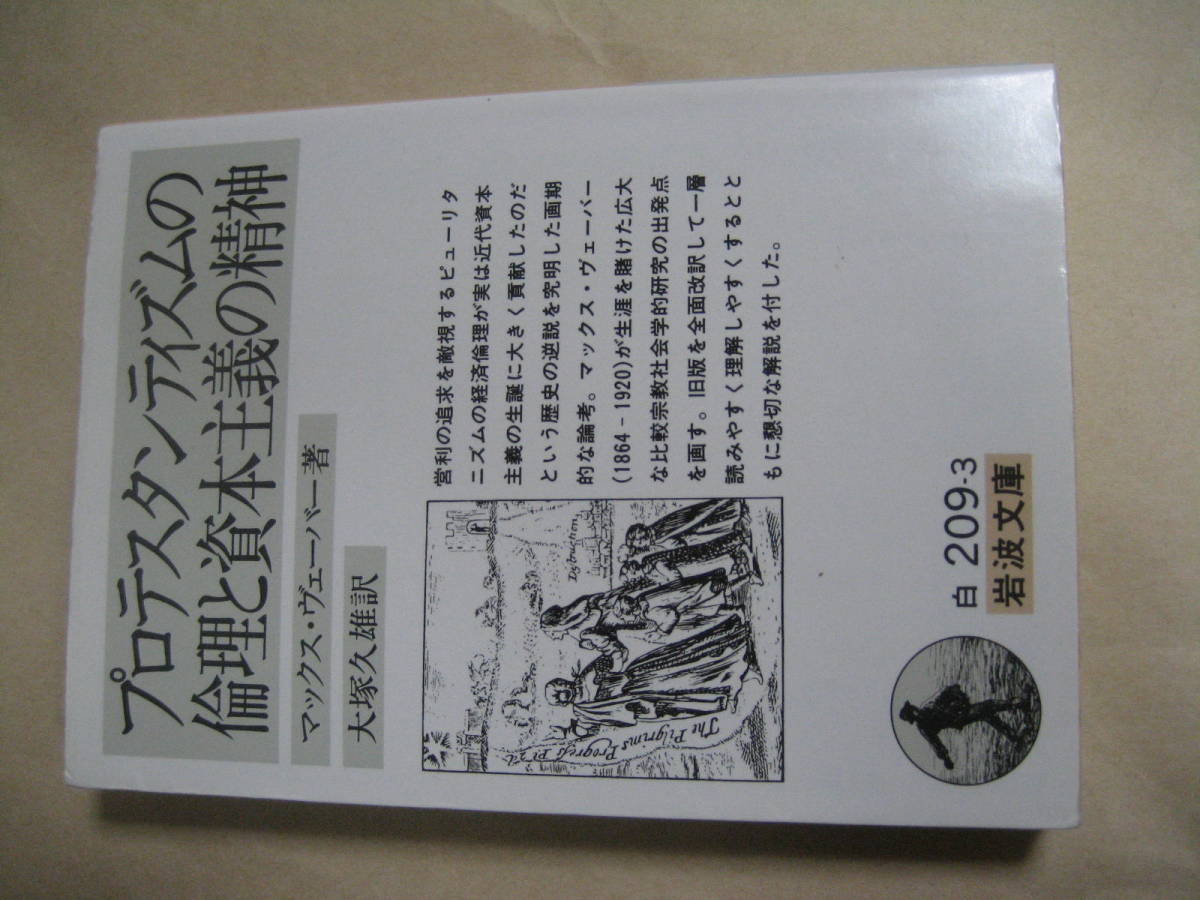 プロテスタンティズムの
倫理と資本主義の精神
マックス・ヴェーバー著
大塚久雄訳
営利の追求を敵視するピューリタ
ニズムの経済倫理が実は近代資本
主義の生誕に大きく貢献したのだ
という歴史の逆説を究明した画期
的な論考。マックス・ヴェーバー
(1864-1920)が生涯を賭けた広大
な比較宗教社会学的研究の出発点
を画す。旧版を全面改訳して一層
読みやすく理解しやすくするとと
もに懇切な解説を付した。
Distruction
The Pilgrims
Progress Pt 2d.
白 209-3
岩波文庫